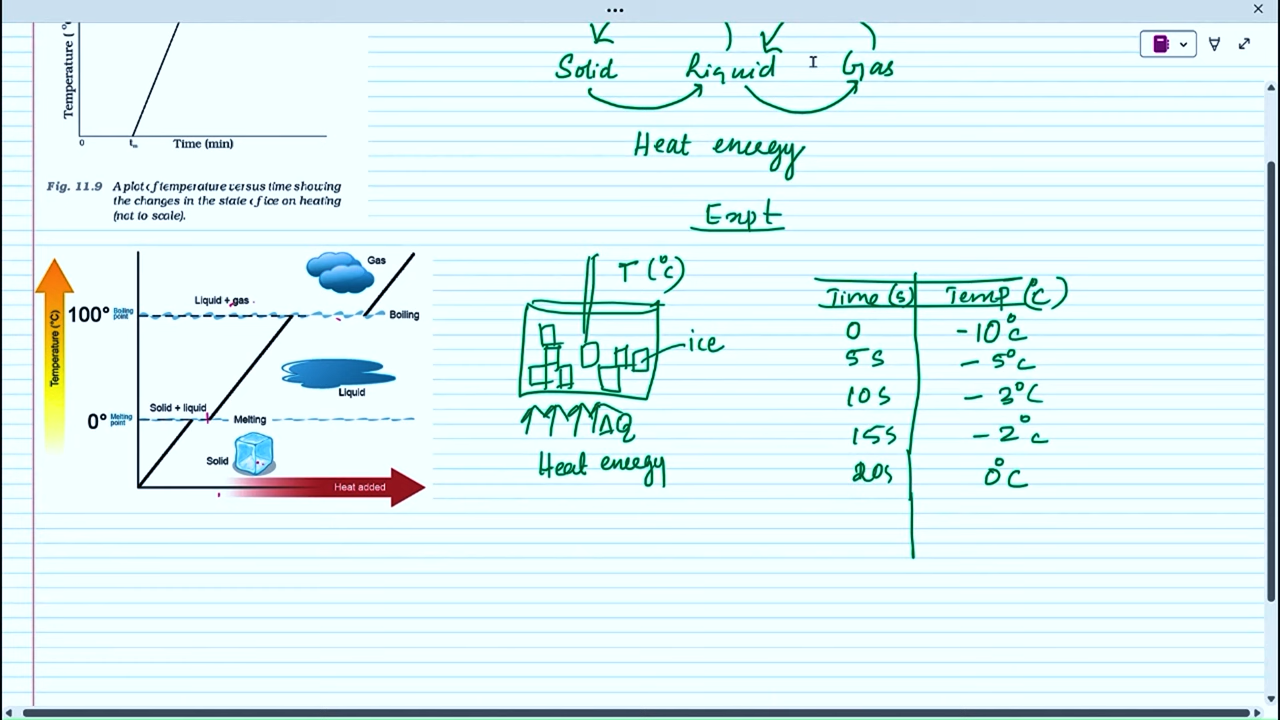 Temperature (°C)
0 tₘ Time (min)
Fig. 11.9 A plot of temperature versus time showing
the changes in the state of ice on heating
(not to scale).
Solid Liquid Gas
Heat energy
Expt
Temperature (°C)
Gas
Liquid + gas
100° Boiling point
Boiling
Liquid
Solid + liquid
0° Melting point
Melting
Solid
Heat added
T (°C)
ice
ΔQ
Heat energy
Time (s) Temp (°C)
0 -10°C
5s -5°C
10s -3°C
15s -2°C
20s 0°C